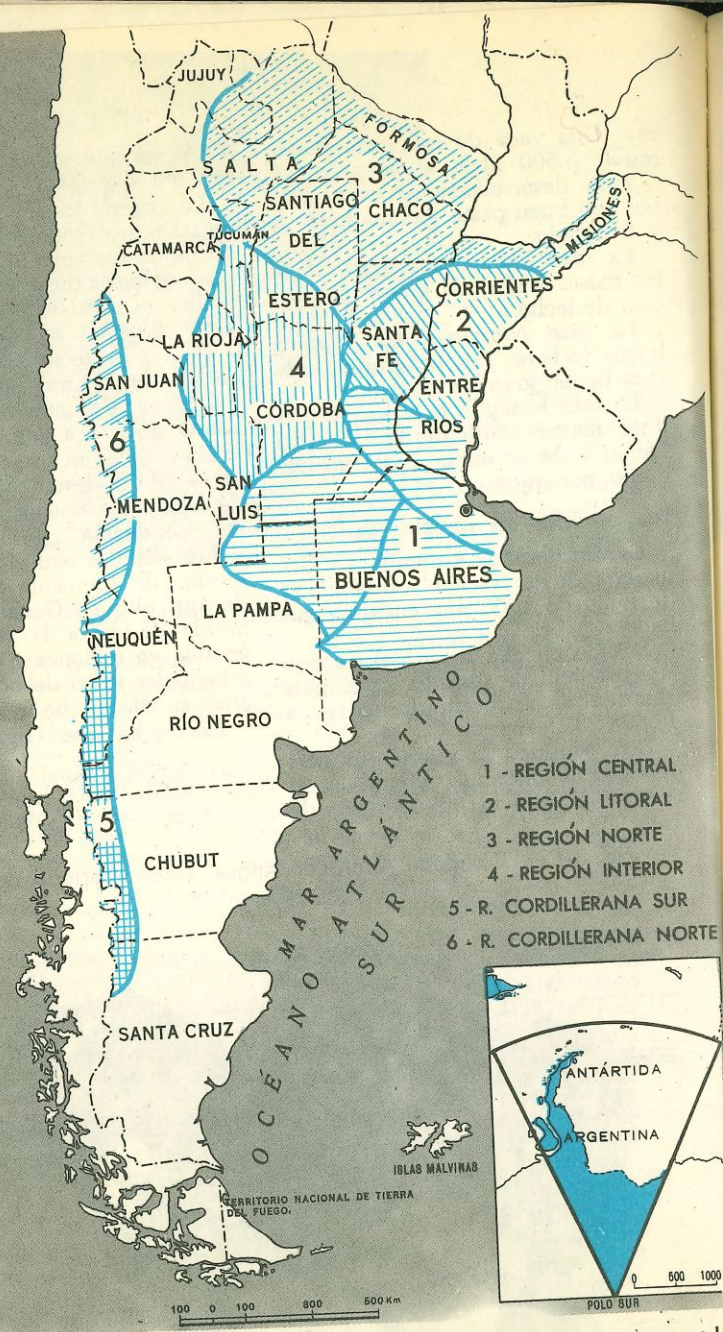 JUJUY
FORMOSA
SALTA
3
SANTIAGO
CHACO
DEL
MISIONES
TUCUMÁN
CATAMARCA
ESTERO
CORRIENTES
2
LA RIOJA
SANTA
FE
4
SAN JUAN
ENTRE
CÓRDOBA
RIOS
6
SAN
LUIS
MENDOZA
1
BUENOS AIRES
LA PAMPA
NEUQUÉN
RÍO NEGRO
MAR ARGENTINO
OCÉANO ATLÁNTICO
SUR
1 - REGIÓN CENTRAL
2 - REGIÓN LITORAL
3 - REGIÓN NORTE
4 - REGIÓN INTERIOR
5 - R. CORDILLERANA SUR
6 - R. CORDILLERANA NORTE
5
CHUBUT
SANTA CRUZ
ISLAS MALVINAS
TERRITORIO NACIONAL DE TIERRA
DEL FUEGO.
100 0 100 300 500 Km
ANTÁRTIDA
ARGENTINA
0 500 1000
POLO SUR